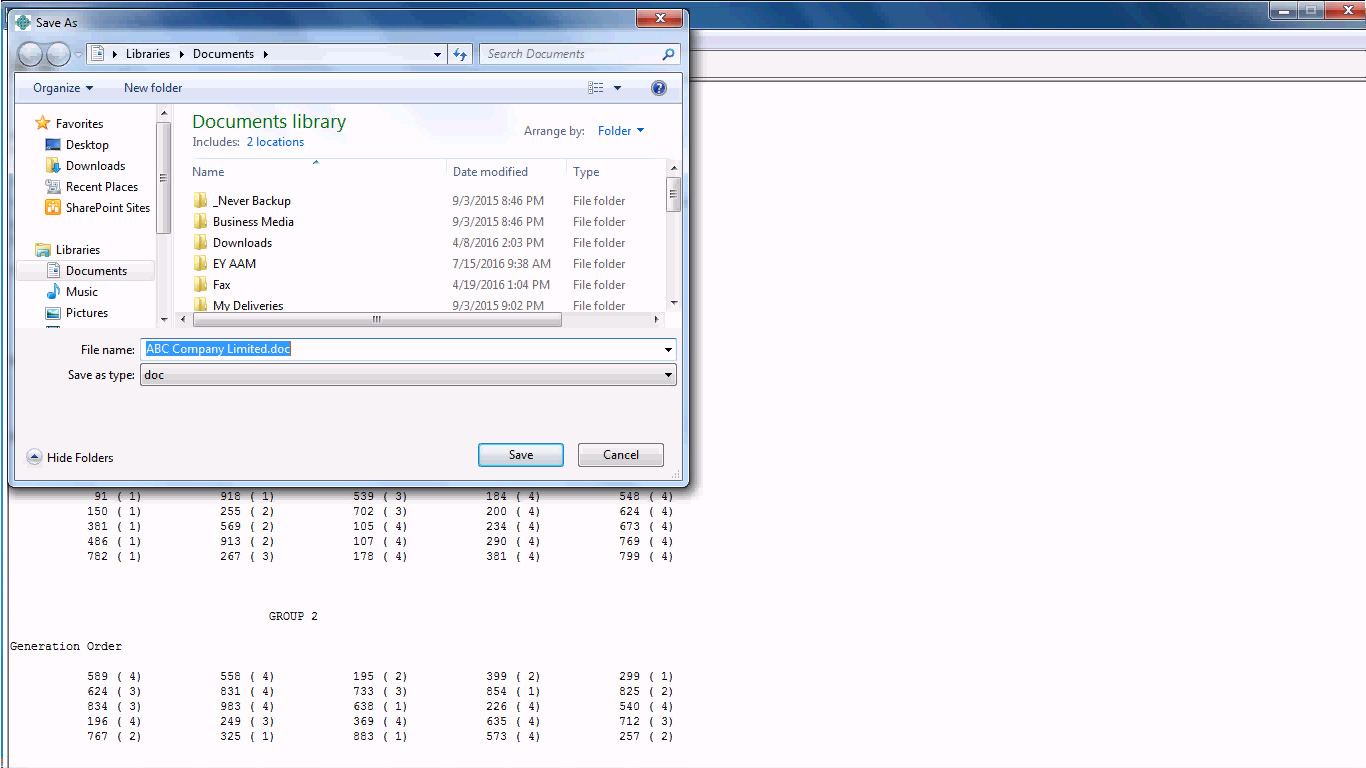 Save As
Libraries Documents
Search Documents
Organize New folder
?
Favorites
Desktop
Downloads
Recent Places
SharePoint Sites
Libraries
Documents
Music
Pictures
Documents library
Includes: 2 locations
Arrange by: Folder
Name Date modified Type
_Never Backup 9/3/2015 8:46 PM File folder
Business Media 9/3/2015 8:46 PM File folder
Downloads 4/8/2016 2:03 PM File folder
EY AAM 7/15/2016 9:38 AM File folder
Fax 4/19/2016 1:04 PM File folder
My Deliveries 9/3/2015 9:02 PM File folder
File name: ABC Company Limited.doc
Save as type: doc
Hide Folders
Save Cancel
91 ( 1) 918 ( 1) 539 ( 3) 184 ( 4) 548 ( 4)
150 ( 1) 255 ( 2) 702 ( 3) 200 ( 4) 624 ( 4)
381 ( 1) 569 ( 2) 105 ( 4) 234 ( 4) 673 ( 4)
486 ( 1) 913 ( 2) 107 ( 4) 290 ( 4) 769 ( 4)
782 ( 1) 267 ( 3) 178 ( 4) 381 ( 4) 799 ( 4)
GROUP 2
Generation Order
589 ( 4) 558 ( 4) 195 ( 2) 399 ( 2) 299 ( 1)
624 ( 3) 831 ( 4) 733 ( 3) 854 ( 1) 825 ( 2)
834 ( 3) 983 ( 4) 638 ( 1) 226 ( 4) 540 ( 4)
196 ( 4) 249 ( 3) 369 ( 4) 635 ( 4) 712 ( 3)
767 ( 2) 325 ( 1) 883 ( 1) 573 ( 4) 257 ( 2)